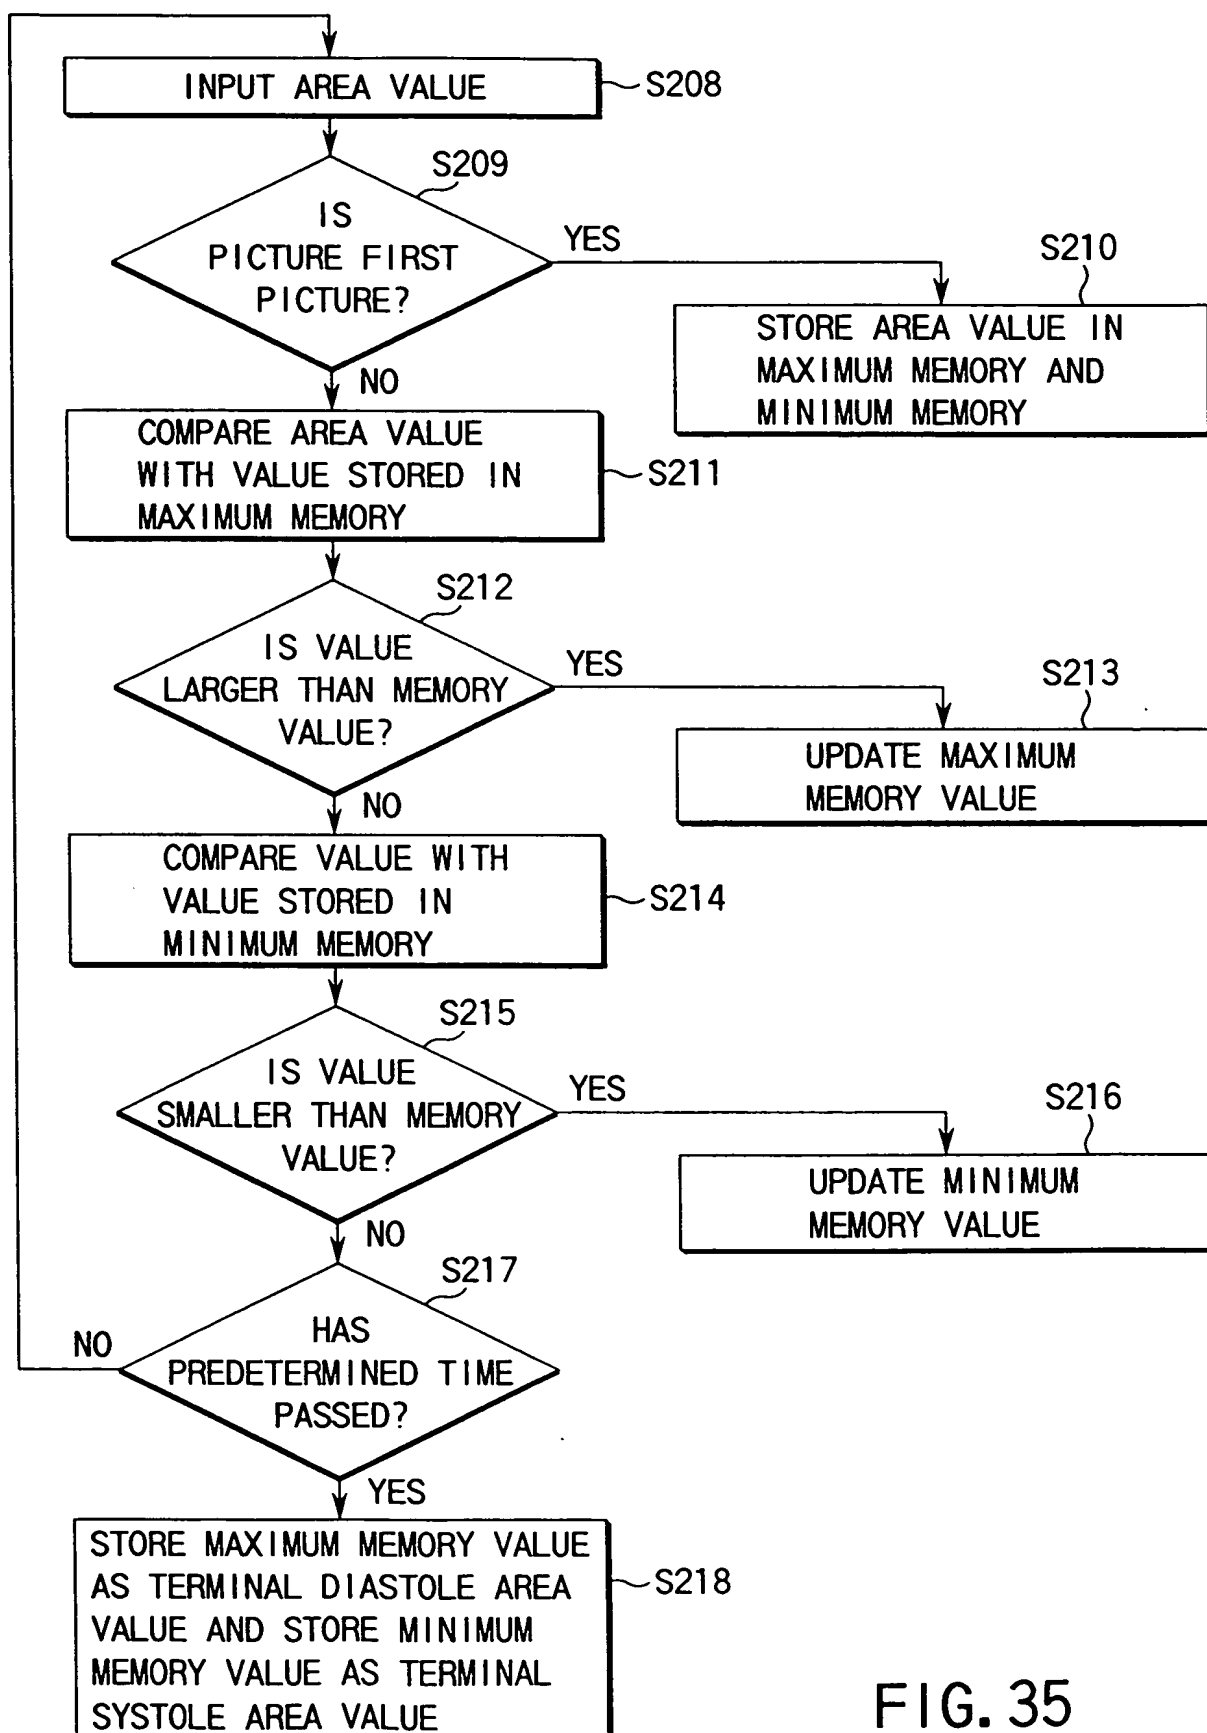 INPUT AREA VALUE
S208
S209
IS
PICTURE FIRST
PICTURE?
YES
S210
STORE AREA VALUE IN
MAXIMUM MEMORY AND
MINIMUM MEMORY
NO
COMPARE AREA VALUE
WITH VALUE STORED IN
MAXIMUM MEMORY
S211
S212
IS VALUE
LARGER THAN MEMORY
VALUE?
YES
S213
UPDATE MAXIMUM
MEMORY VALUE
NO
COMPARE VALUE WITH
VALUE STORED IN
MINIMUM MEMORY
S214
S215
IS VALUE
SMALLER THAN MEMORY
VALUE?
YES
S216
UPDATE MINIMUM
MEMORY VALUE
NO
S217
HAS
PREDETERMINED TIME
PASSED?
NO
YES
STORE MAXIMUM MEMORY VALUE
AS TERMINAL DIASTOLE AREA
VALUE AND STORE MINIMUM
MEMORY VALUE AS TERMINAL
SYSTOLE AREA VALUE
S218
FIG. 35